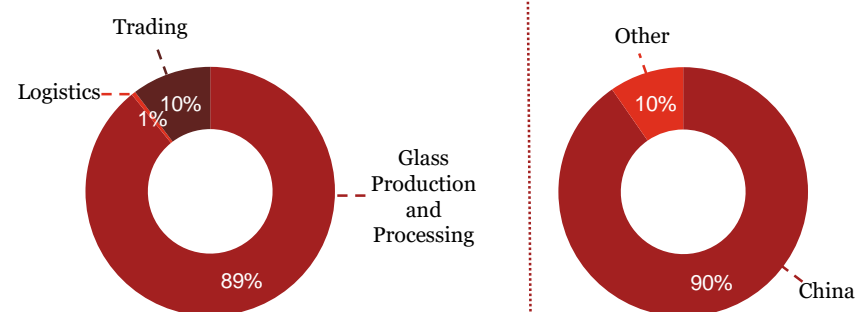 Trading
Logistics
10%
1%
Glass
Production
and
Processing
89%
Other
10%
90%
China